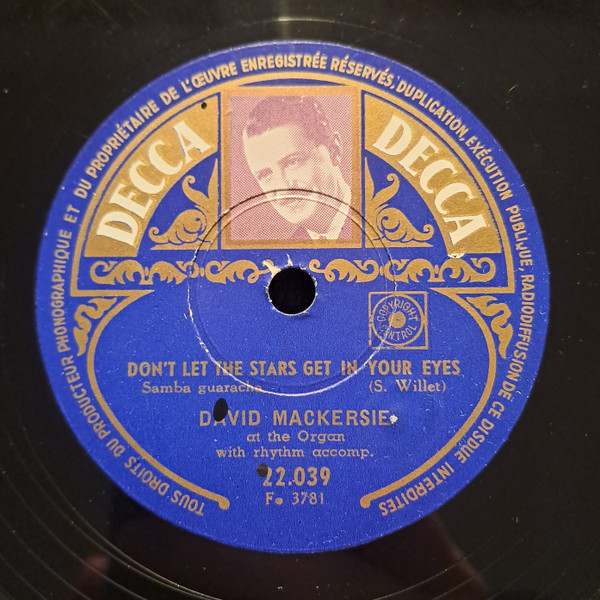 TOUS DROITS DU PRODUCTEUR PHONOGRAPHIQUE ET DU PROPRIÉTAIRE DE L'ŒUVRE ENREGISTRÉE RÉSERVÉS, DUPLICATION, EXÉCUTION PUBLIQUE, RADIODIFFUSION DE CE DISQUE INTERDITES
DECCA
DECCA
COPYRIGHT CONTROL
DON'T LET THE STARS GET IN YOUR EYES
Samba guaracha (S. Willet)
DAVID MACKERSIE
at the Organ
with rhythm accomp.
22.039
F. 3781